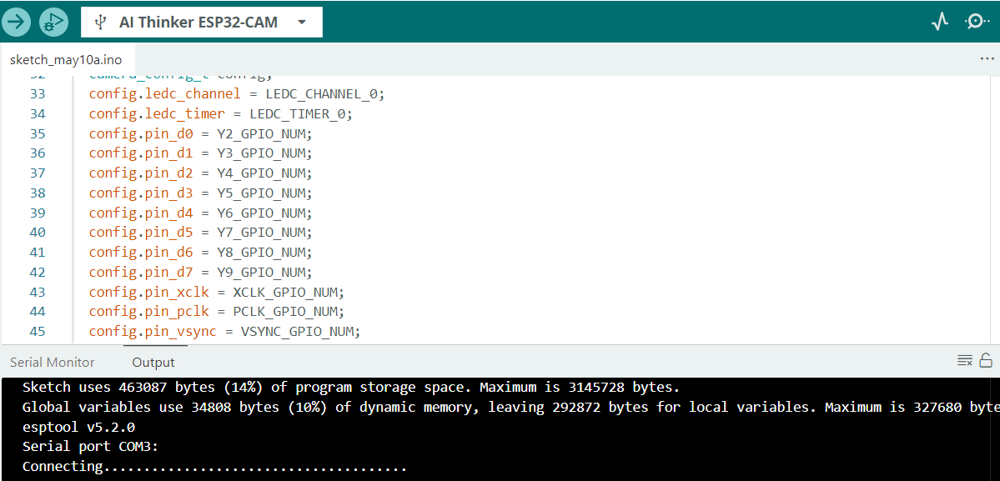 AI Thinker ESP32-CAM
sketch_may10a.ino
33 config.ledc_channel = LEDC_CHANNEL_0;
34 config.ledc_timer = LEDC_TIMER_0;
35 config.pin_d0 = Y2_GPIO_NUM;
36 config.pin_d1 = Y3_GPIO_NUM;
37 config.pin_d2 = Y4_GPIO_NUM;
38 config.pin_d3 = Y5_GPIO_NUM;
39 config.pin_d4 = Y6_GPIO_NUM;
40 config.pin_d5 = Y7_GPIO_NUM;
41 config.pin_d6 = Y8_GPIO_NUM;
42 config.pin_d7 = Y9_GPIO_NUM;
43 config.pin_xclk = XCLK_GPIO_NUM;
44 config.pin_pclk = PCLK_GPIO_NUM;
45 config.pin_vsync = VSYNC_GPIO_NUM;
Serial Monitor Output
Sketch uses 463087 bytes (14%) of program storage space. Maximum is 3145728 bytes.
Global variables use 34808 bytes (10%) of dynamic memory, leaving 292872 bytes for local variables. Maximum is 327680 byte
esptool v5.2.0
Serial port COM3:
Connecting......................................